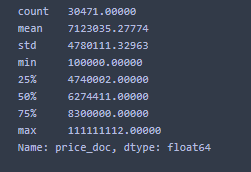 count 30471.00000
mean 7123035.27774
std 4780111.32963
min 100000.00000
25% 4740002.00000
50% 6274411.00000
75% 8300000.00000
max 111111112.00000
Name: price_doc, dtype: float64